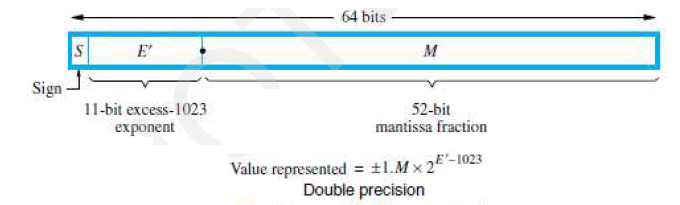 64 bits
S E′ M
Sign
11-bit excess-1023 52-bit
exponent mantissa fraction
Value represented = ±1.M × 2^{E′−1023}
Double precision